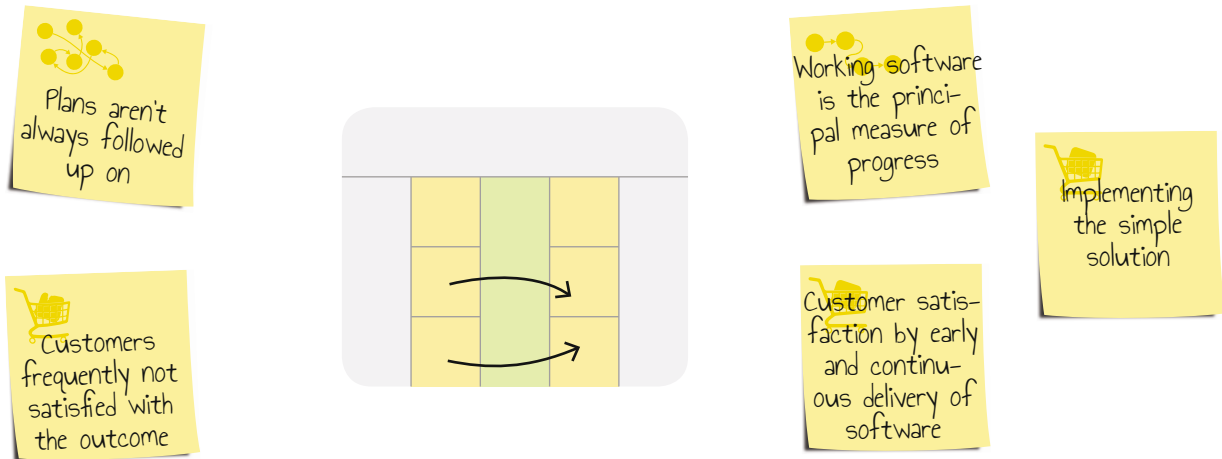 Plans aren't
always followed
up on
Customers
frequently not
satisfied with
the outcome
Working software
is the princi-
pal measure of
progress
Implementing
the simple
solution
Customer satis-
faction by early
and continu-
ous delivery of
software